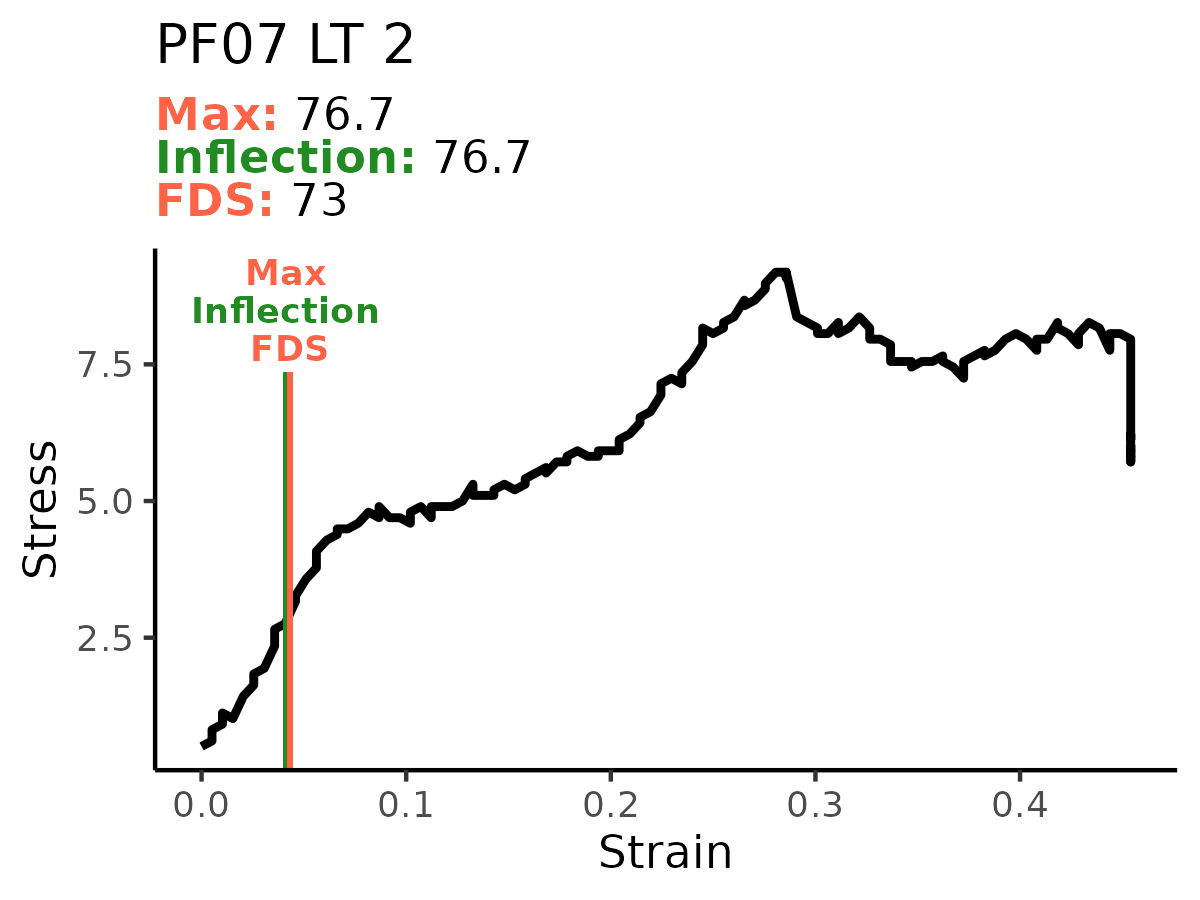 PF07 LT 2
Max: 76.7
Inflection: 76.7
FDS: 73
Max
Inflection
FDS
7.5
5.0
2.5
Stress
0.0 0.1 0.2 0.3 0.4
Strain